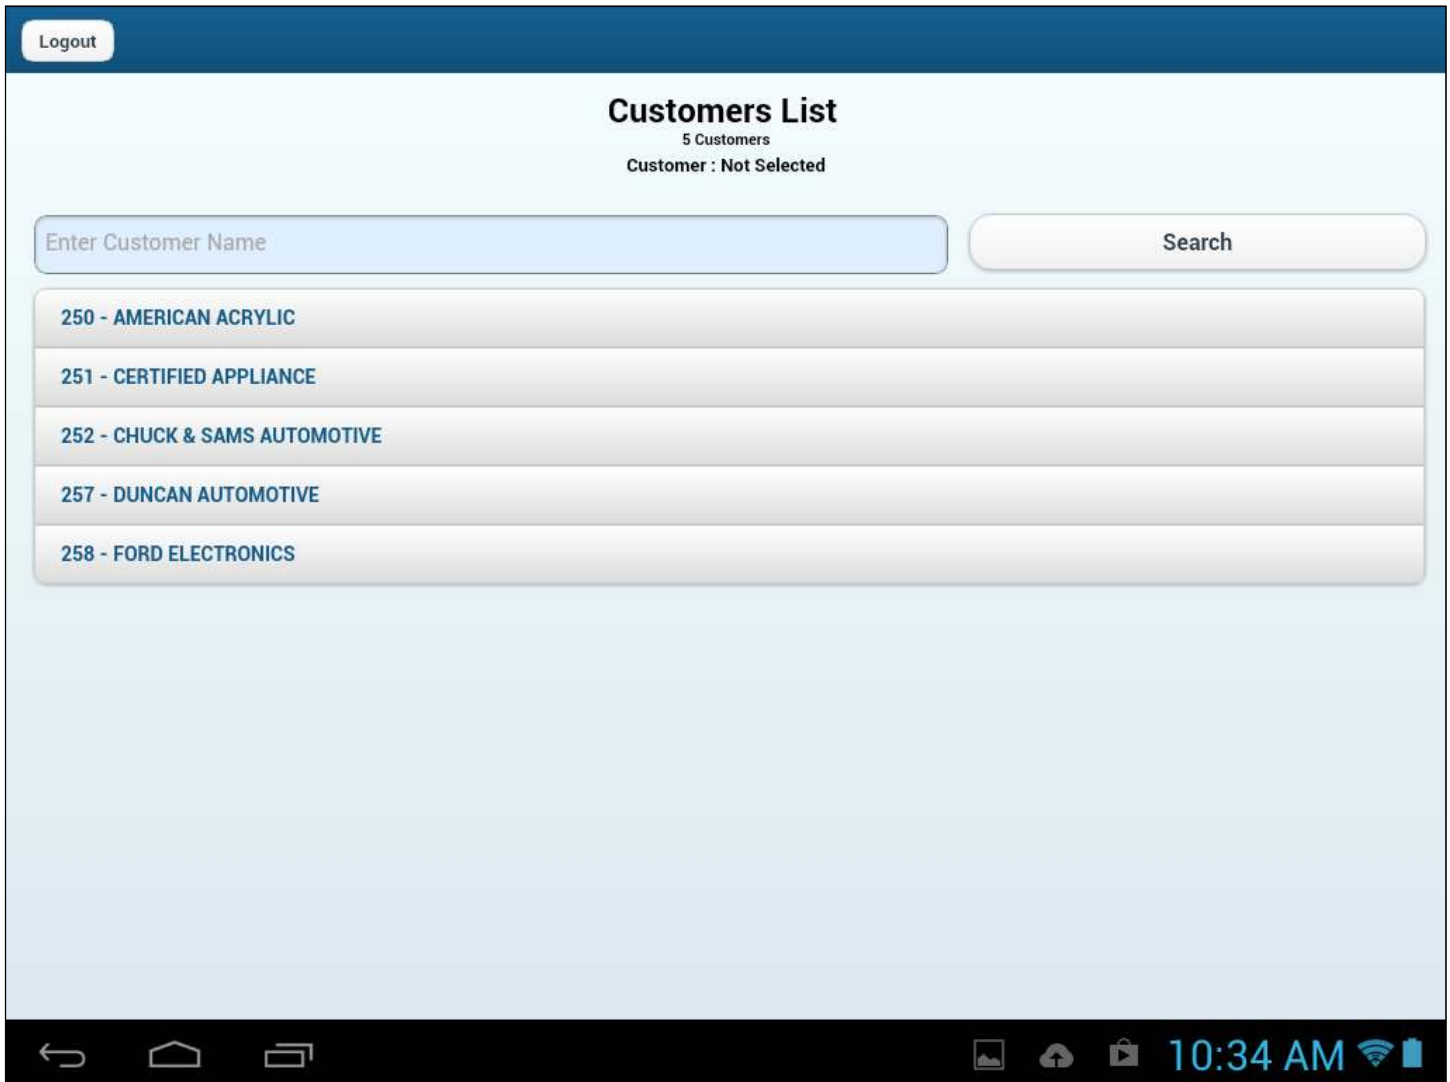 Logout
Customers List
5 Customers
Customer : Not Selected
Enter Customer Name
Search
250 - AMERICAN ACRYLIC
251 - CERTIFIED APPLIANCE
252 - CHUCK & SAMS AUTOMOTIVE
257 - DUNCAN AUTOMOTIVE
258 - FORD ELECTRONICS
10:34 AM